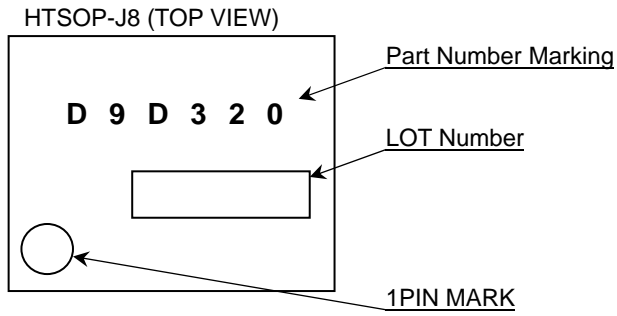 HTSOP-J8 (TOP VIEW)
Part Number Marking
D 9 D 3 2 0
LOT Number
1PIN MARK